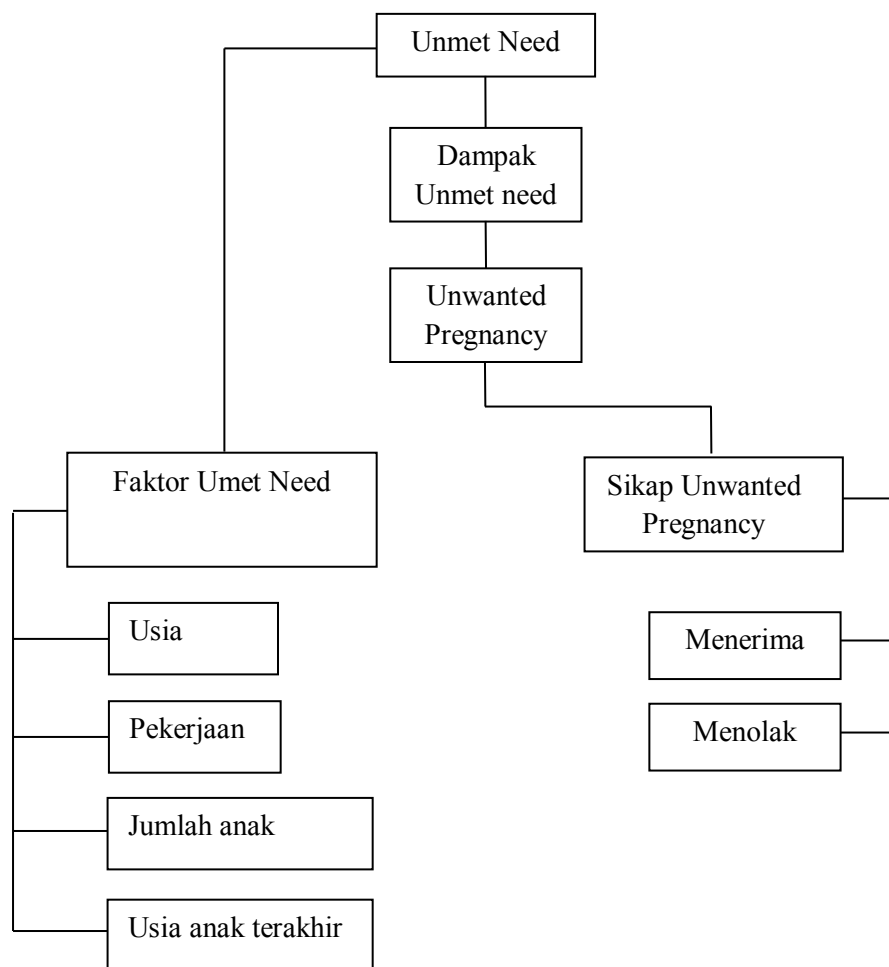 Unmet Need
Dampak
Unmet need
Unwanted
Pregnancy
Faktor Umet Need
Sikap Unwanted
Pregnancy
Usia
Menerima
Pekerjaan
Menolak
Jumlah anak
Usia anak terakhir